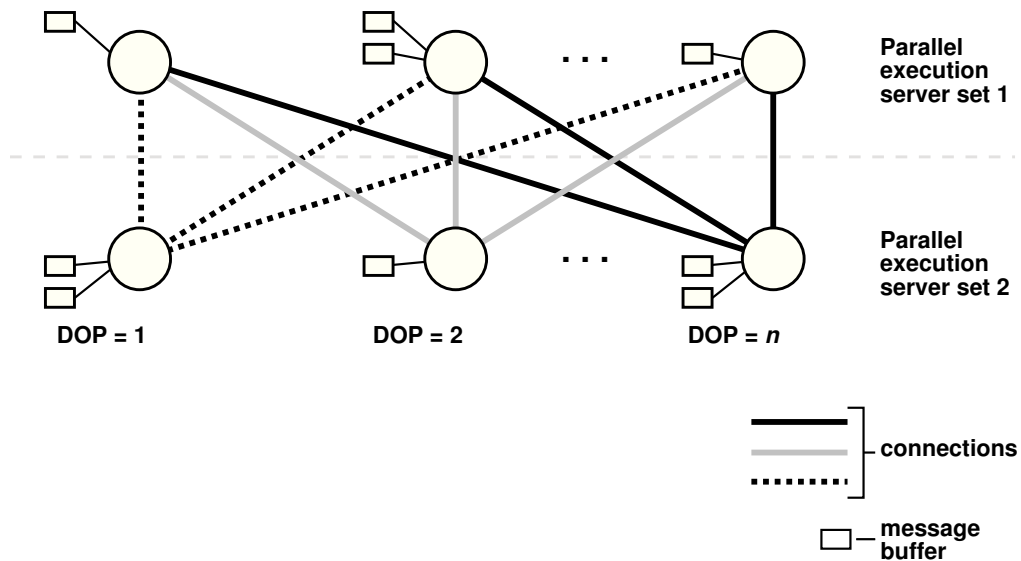 Parallel
execution
server set 1
. . .
Parallel
execution
server set 2
. . .
DOP = 1
DOP = 2
DOP = n
connections
message
buffer